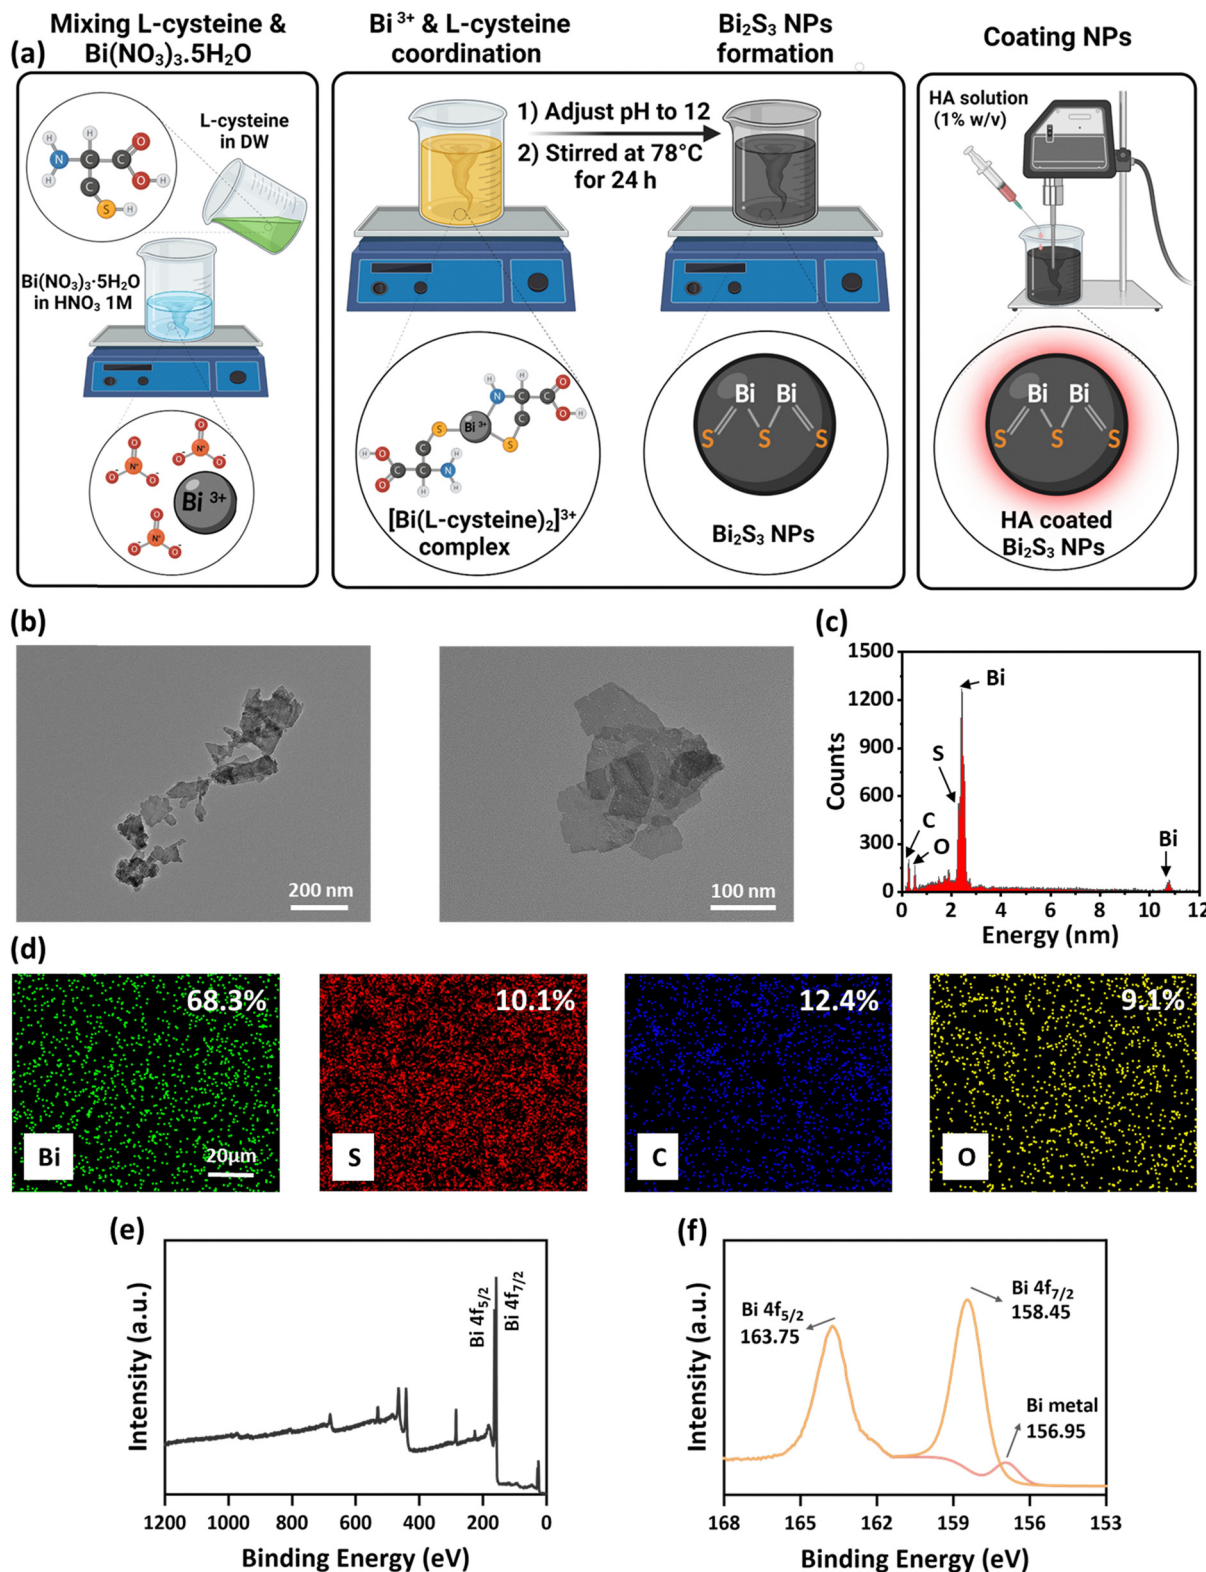 (a)
Mixing L-cysteine &
Bi(NO₃)₃.5H₂O
Bi³⁺ & L-cysteine
coordination
Bi₂S₃ NPs
formation
Coating NPs
L-cysteine
in DW
H
H
O
N
C
C
H
O
H
C
S
H
Bi(NO₃)₃·5H₂O
in HNO₃ 1M
O
N⁺
O⁻
O⁻
O
N⁺
O⁻
O⁻
O
N⁺
O⁻
O⁻
Bi ³⁺
1) Adjust pH to 12
2) Stirred at 78°C
for 24 h
H
H
O
N
C
C
O
H
C
S
Bi ³⁺
S
C
H
O
C
C
N
H
O
H
H
[Bi(L-cysteine)₂]³⁺
complex
Bi Bi
S S S
Bi₂S₃ NPs
HA solution
(1% w/v)
Bi Bi
S S S
HA coated
Bi₂S₃ NPs
(b)
200 nm
100 nm
(c)
1500
1200
900
600
300
0
Counts
Bi
S
C
O
Bi
0 2 4 6 8 10 12
Energy (nm)
(d)
68.3%
Bi
20μm
10.1%
S
12.4%
C
9.1%
O
(e)
Intensity (a.u.)
Bi 4f₅/₂
Bi 4f₇/₂
1200 1000 800 600 400 200 0
Binding Energy (eV)
(f)
Intensity (a.u.)
Bi 4f₅/₂
163.75
Bi 4f₇/₂
158.45
Bi metal
156.95
168 165 162 159 156 153
Binding Energy (eV)